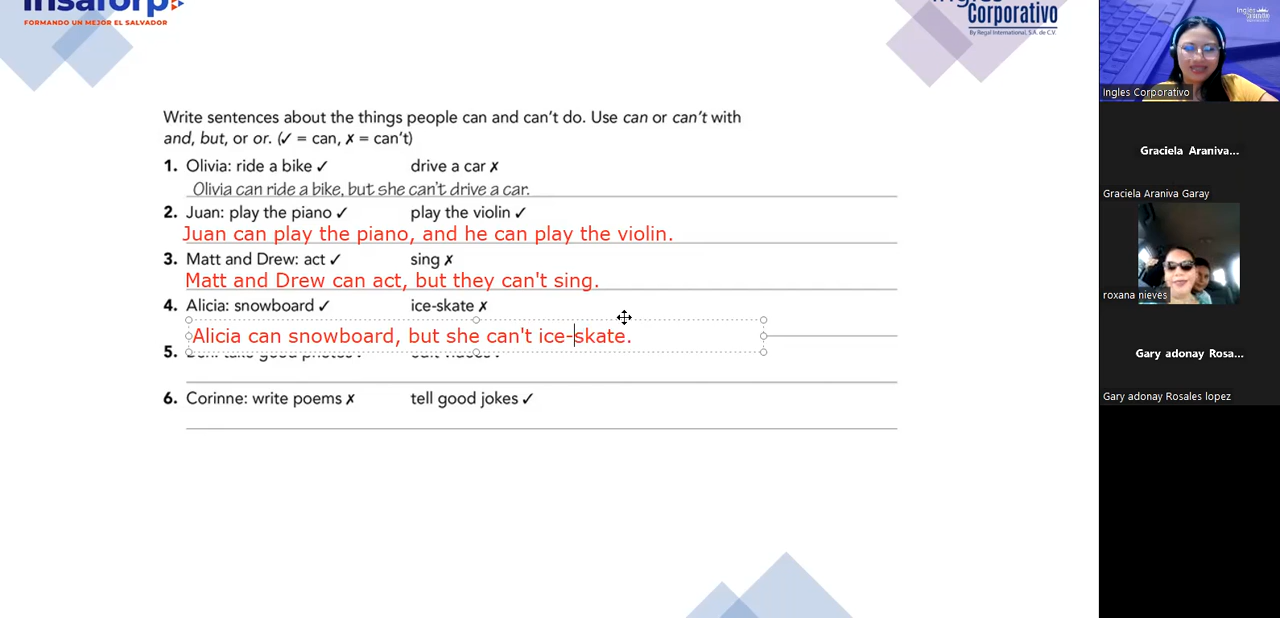 insaforp
FORMANDO UN MEJOR EL SALVADOR
Corporativo
By Regal International, S.A. de C.V.
Write sentences about the things people can and can't do. Use can or can't with
and, but, or or. (✓ = can, ✗ = can't)
1. Olivia: ride a bike ✓ drive a car ✗
Olivia can ride a bike, but she can't drive a car.
2. Juan: play the piano ✓ play the violin ✓
Juan can play the piano, and he can play the violin.
3. Matt and Drew: act ✓ sing ✗
Matt and Drew can act, but they can't sing.
4. Alicia: snowboard ✓ ice-skate ✗
Alicia can snowboard, but she can't ice-skate.
5.
6. Corinne: write poems ✗ tell good jokes ✓
Ingles Corporativo
Graciela Araniva...
Graciela Araniva Garay
roxana nieves
Gary adonay Rosa...
Gary adonay Rosales lopez